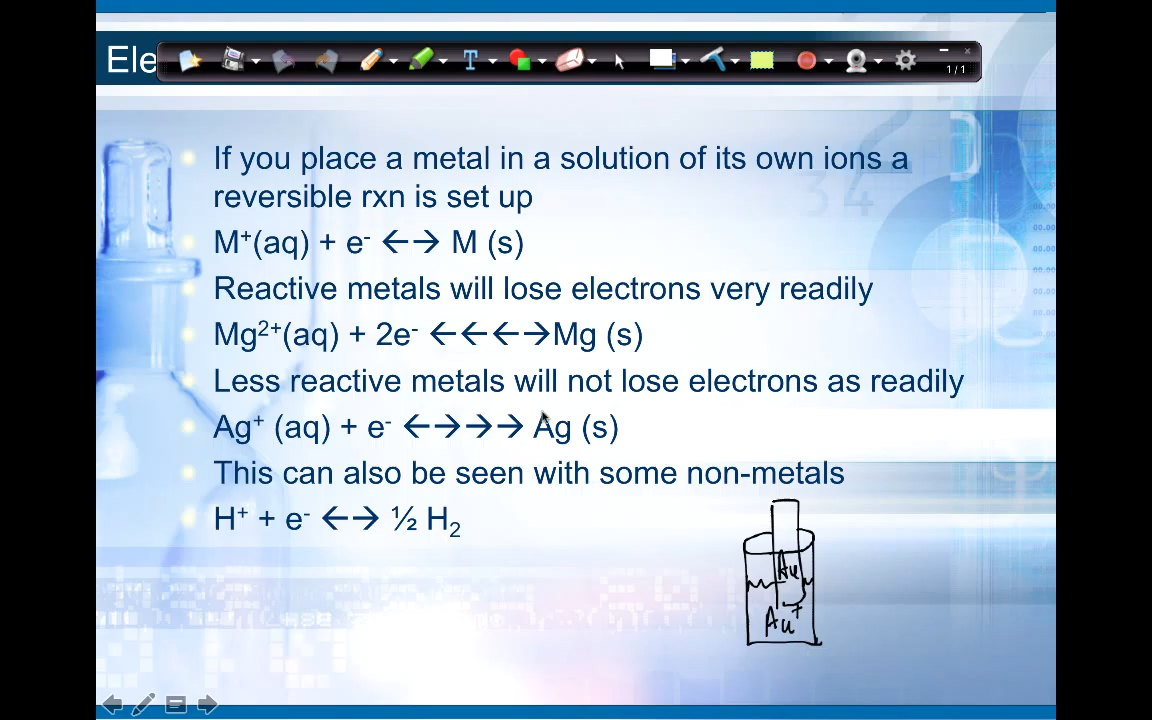 Ele
1/1
If you place a metal in a solution of its own ions a
reversible rxn is set up
M⁺(aq) + e⁻ ←→ M (s)
Reactive metals will lose electrons very readily
Mg²⁺(aq) + 2e⁻ ←←←→Mg (s)
Less reactive metals will not lose electrons as readily
Ag⁺ (aq) + e⁻ ←→→→ Ag (s)
This can also be seen with some non-metals
H⁺ + e⁻ ←→ ½ H₂
Au
Au⁺